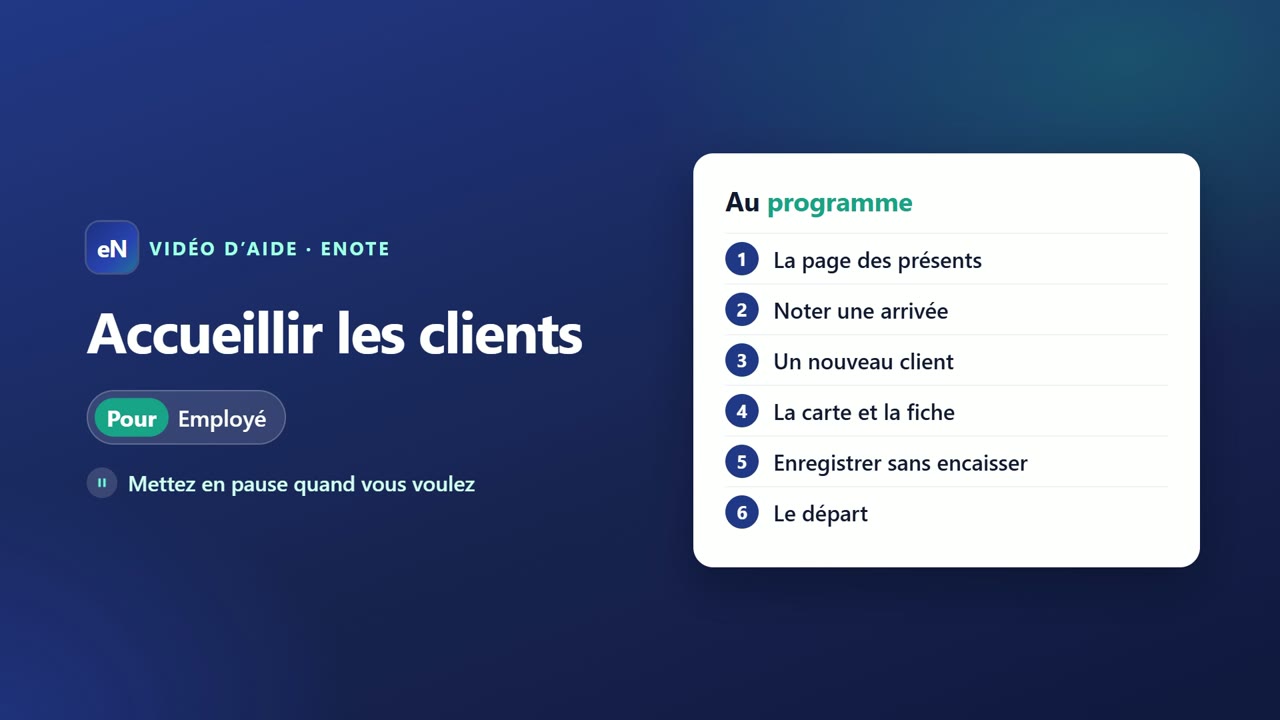 eN
VIDÉO D’AIDE · ENOTE
Accueillir les clients
Pour Employé
Mettez en pause quand vous voulez
Au programme
1 La page des présents
2 Noter une arrivée
3 Un nouveau client
4 La carte et la fiche
5 Enregistrer sans encaisser
6 Le départ